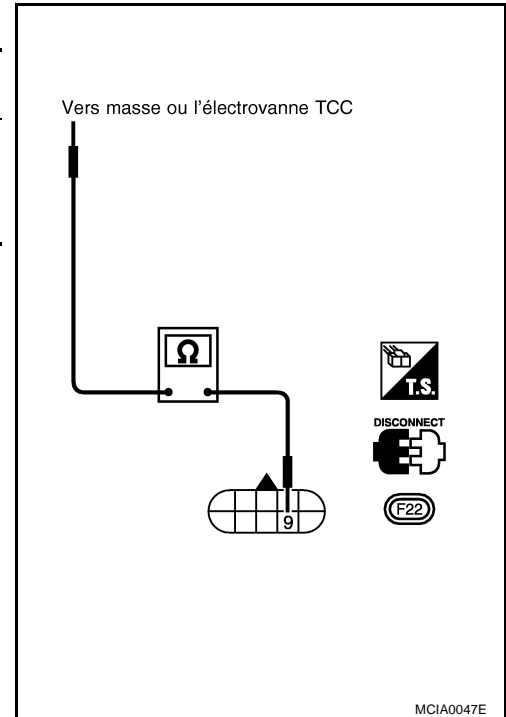 Vers masse ou l'électrovanne TCC
Ω
T.S.
DISCONNECT
9
F22
MCIA0047E